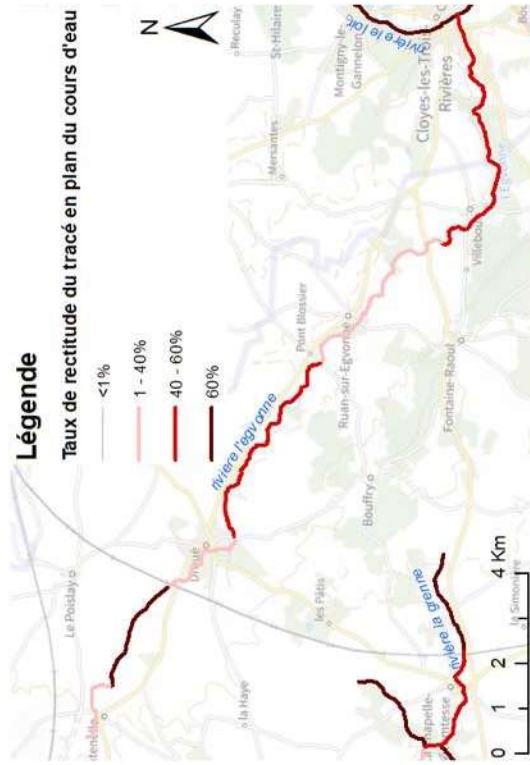 Légende
Taux de rectitude du tracé en plan du cours d'eau
<1%
1 - 40%
40 - 60%
60%
N
Reculay
St-Hilaire
Montigny-le-
Gannelon
rivière le loir
Cloyes-les-Trois-
Rivières
Mersantes
l'Egvonne
Villebout
Pont Blossier
Ruan-sur-Egvonne
Fontaine-Raoul
rivière l'egvonne
Bouffry
Droué
Le Poislay
les Pâtis
la Haye
rivière la grenne
la Simonière
0 1 2 4 Km